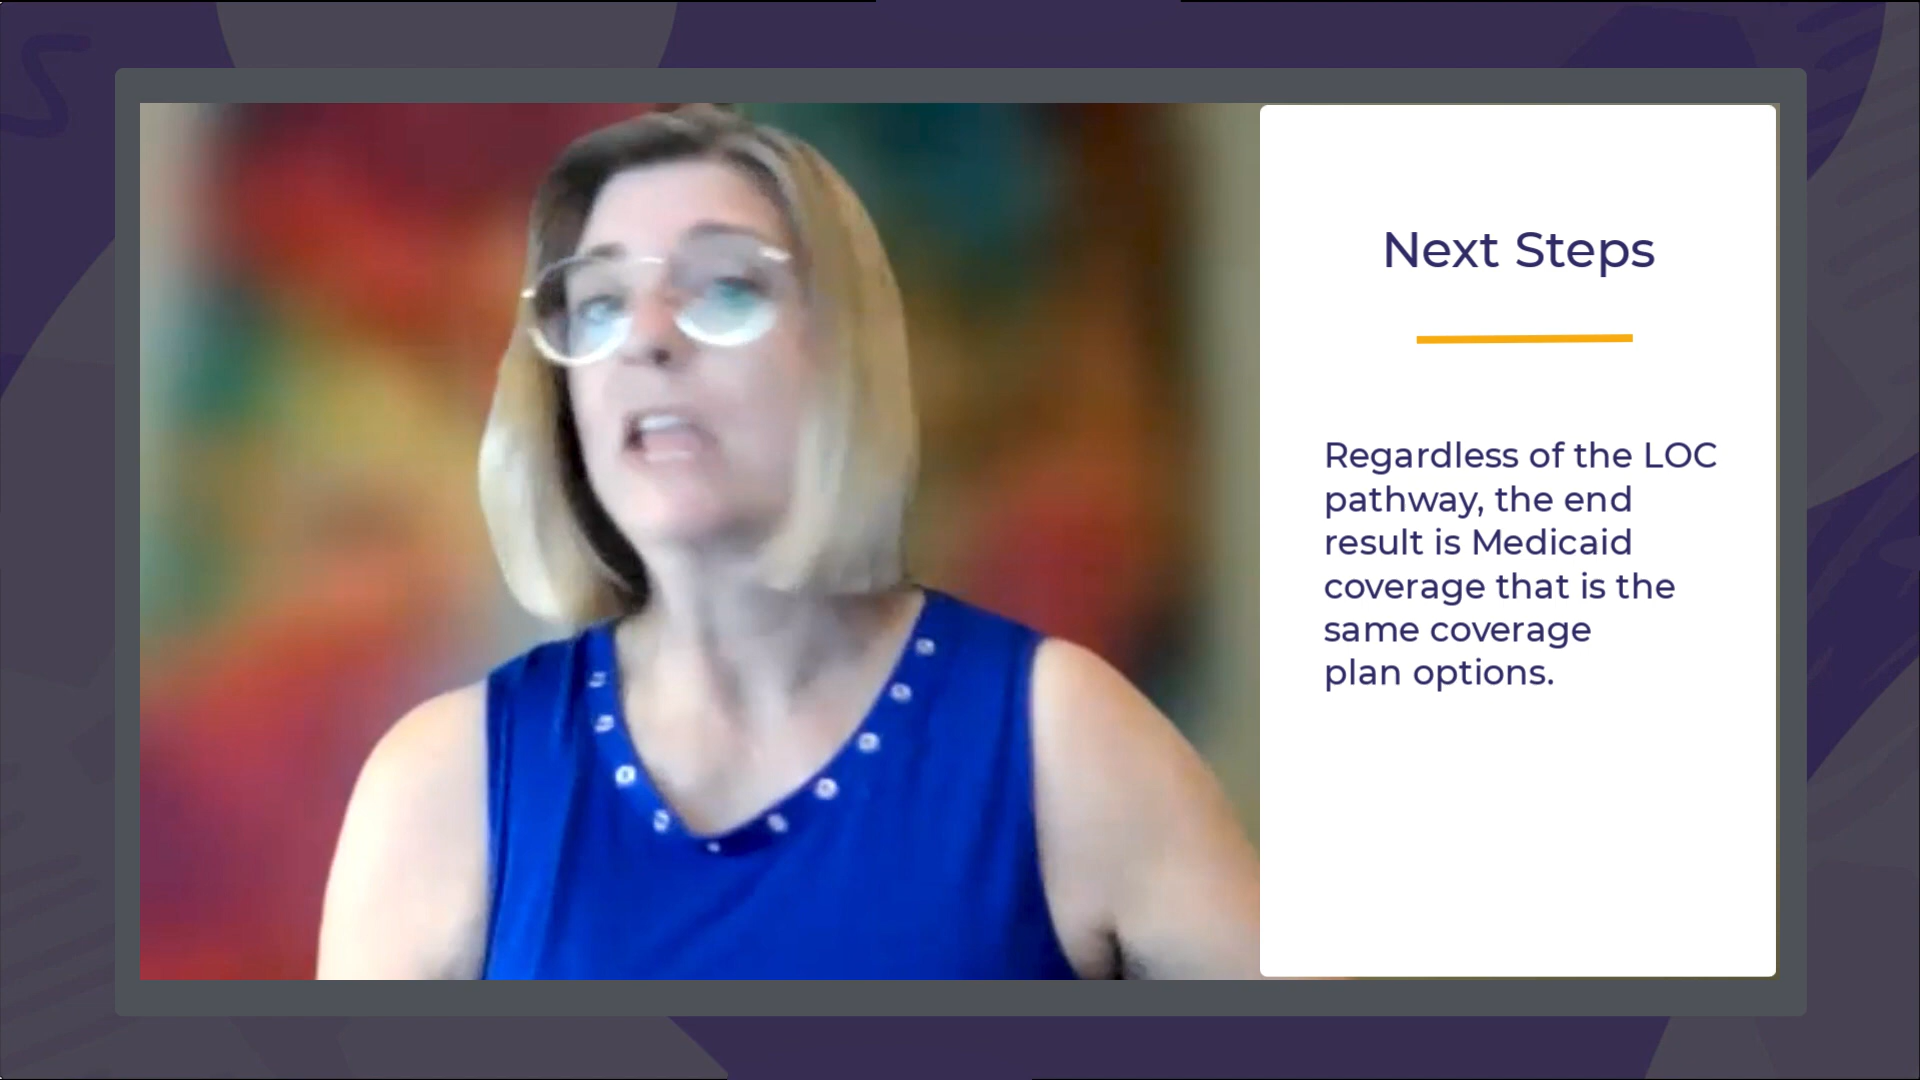 Next Steps
Regardless of the LOC
pathway, the end
result is Medicaid
coverage that is the
same coverage
plan options.